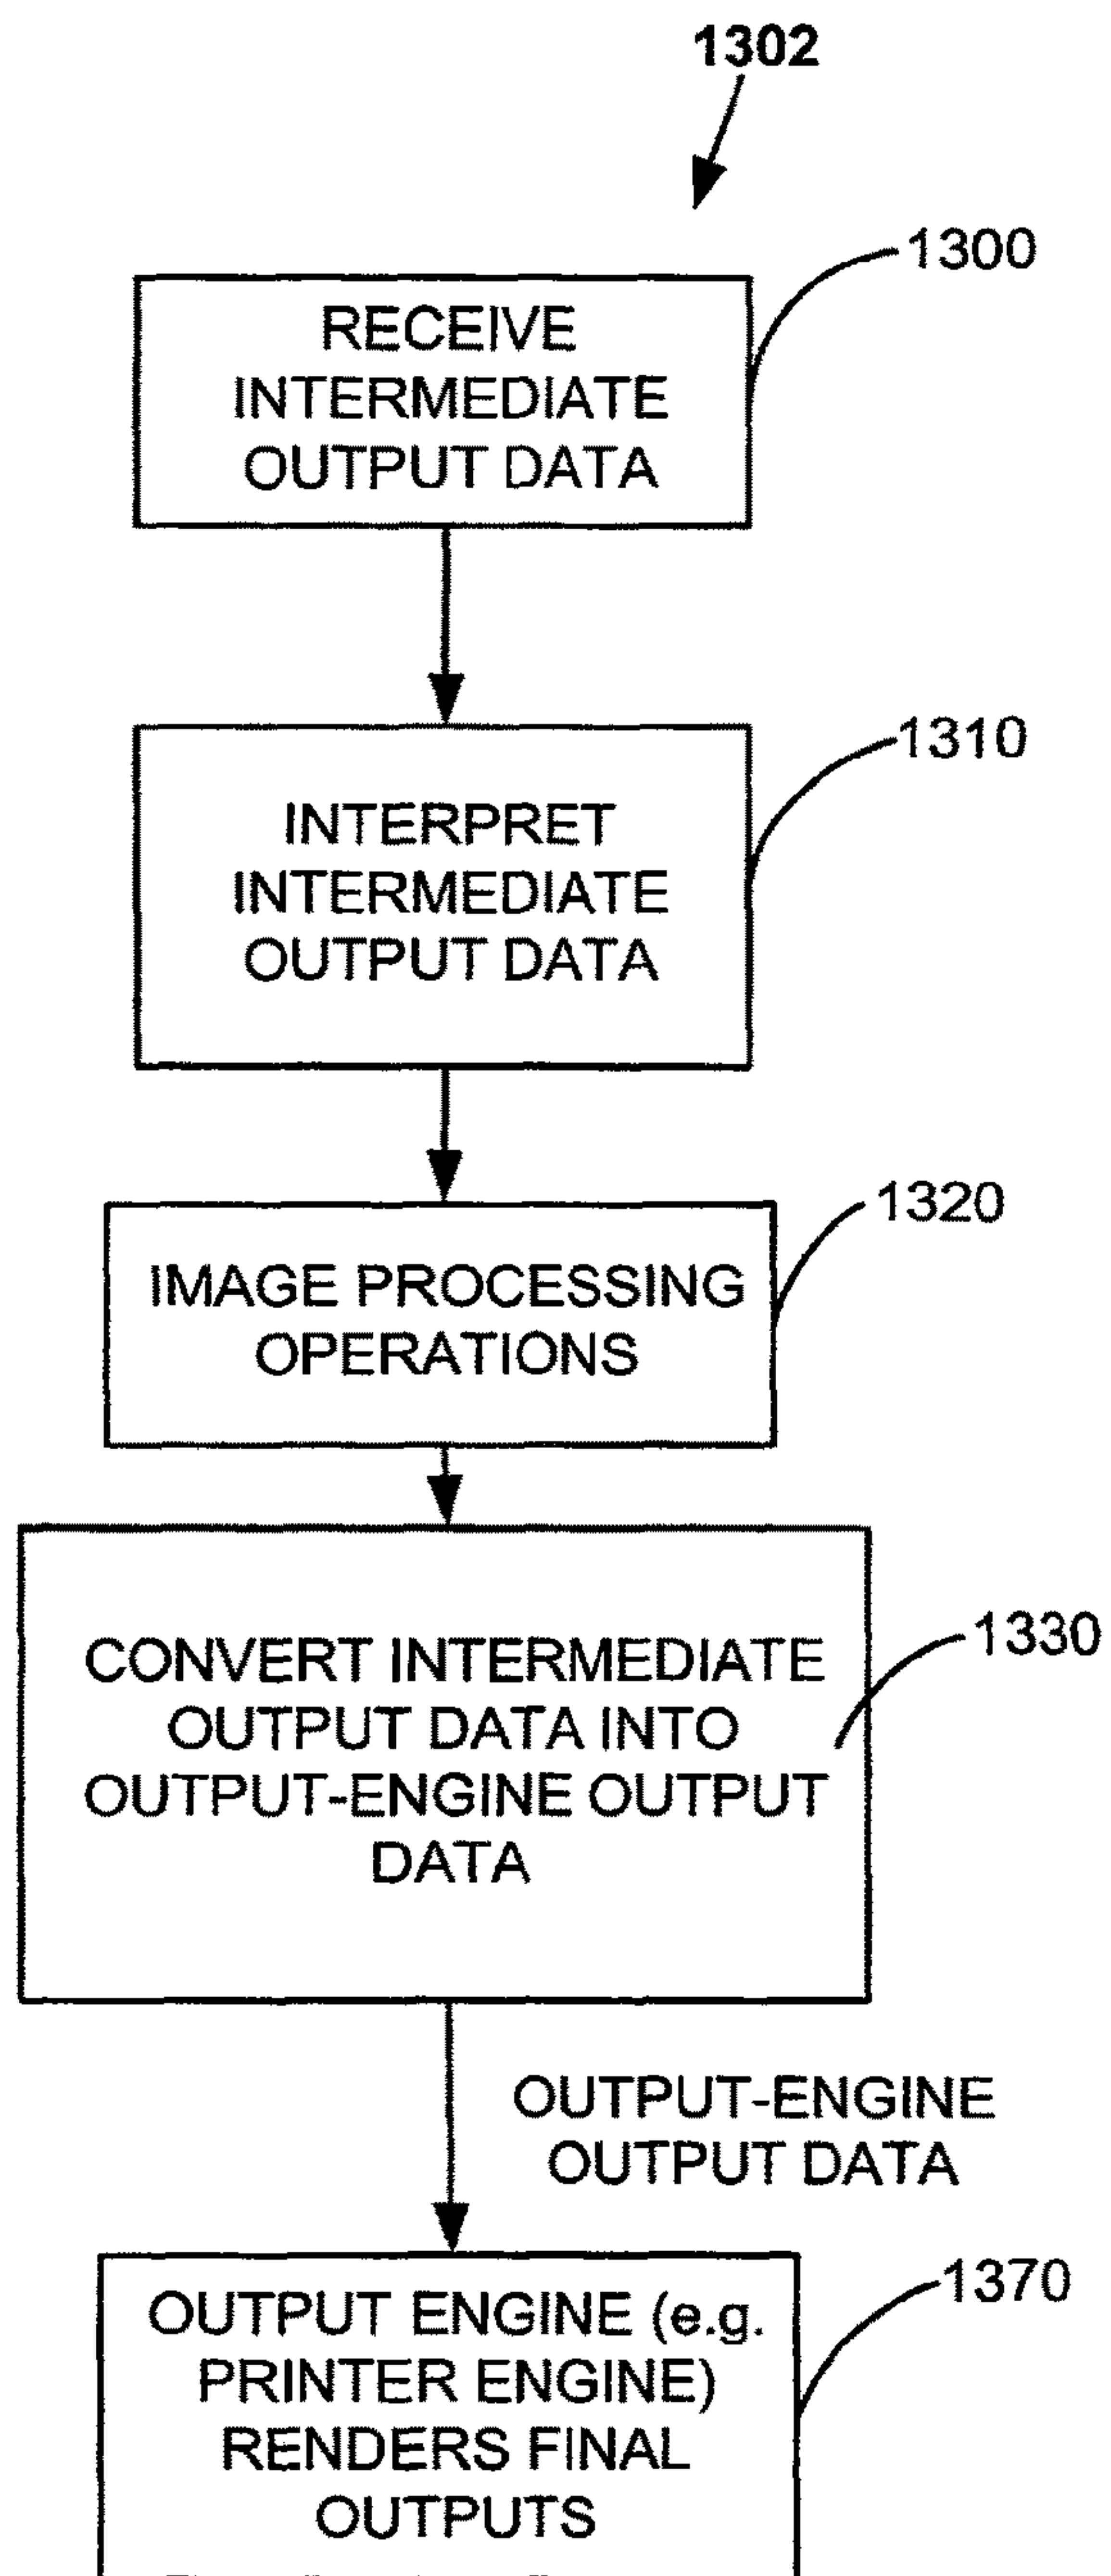 1302
1300
RECEIVE
INTERMEDIATE
OUTPUT DATA
1310
INTERPRET
INTERMEDIATE
OUTPUT DATA
1320
IMAGE PROCESSING
OPERATIONS
1330
CONVERT INTERMEDIATE
OUTPUT DATA INTO
OUTPUT-ENGINE OUTPUT
DATA
OUTPUT-ENGINE
OUTPUT DATA
1370
OUTPUT ENGINE (e.g.
PRINTER ENGINE)
RENDERS FINAL
OUTPUTS